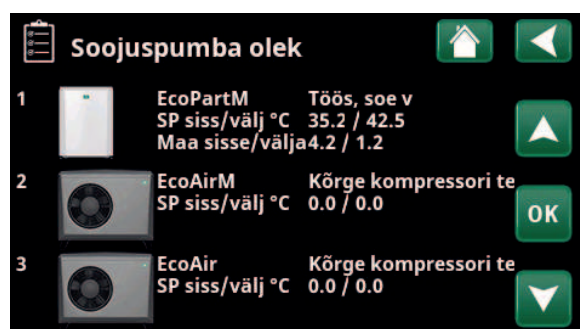 Soojuspumba olek
1 EcoPartM Töös, soe v
SP siss/välj °C 35.2 / 42.5
Maa sisse/välja4.2 / 1.2
2 EcoAirM Kõrge kompressori te
SP siss/välj °C 0.0 / 0.0
OK
3 EcoAir Kõrge kompressori te
SP siss/välj °C 0.0 / 0.0